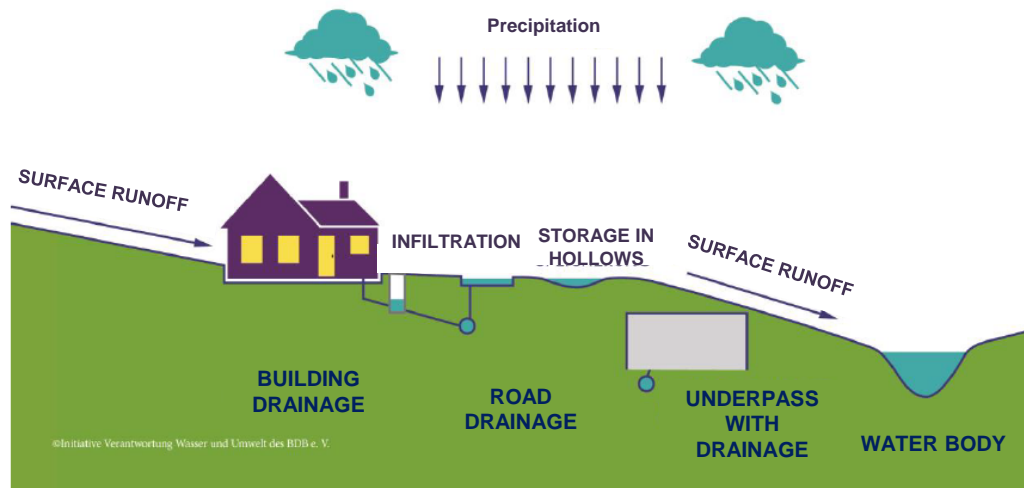 Precipitation
SURFACE RUNOFF
INFILTRATION
STORAGE IN
HOLLOWS
SURFACE RUNOFF
BUILDING
DRAINAGE
ROAD
DRAINAGE
UNDERPASS
WITH
DRAINAGE
WATER BODY
©Initiative Verantwortung Wasser und Umwelt des BDB e. V.